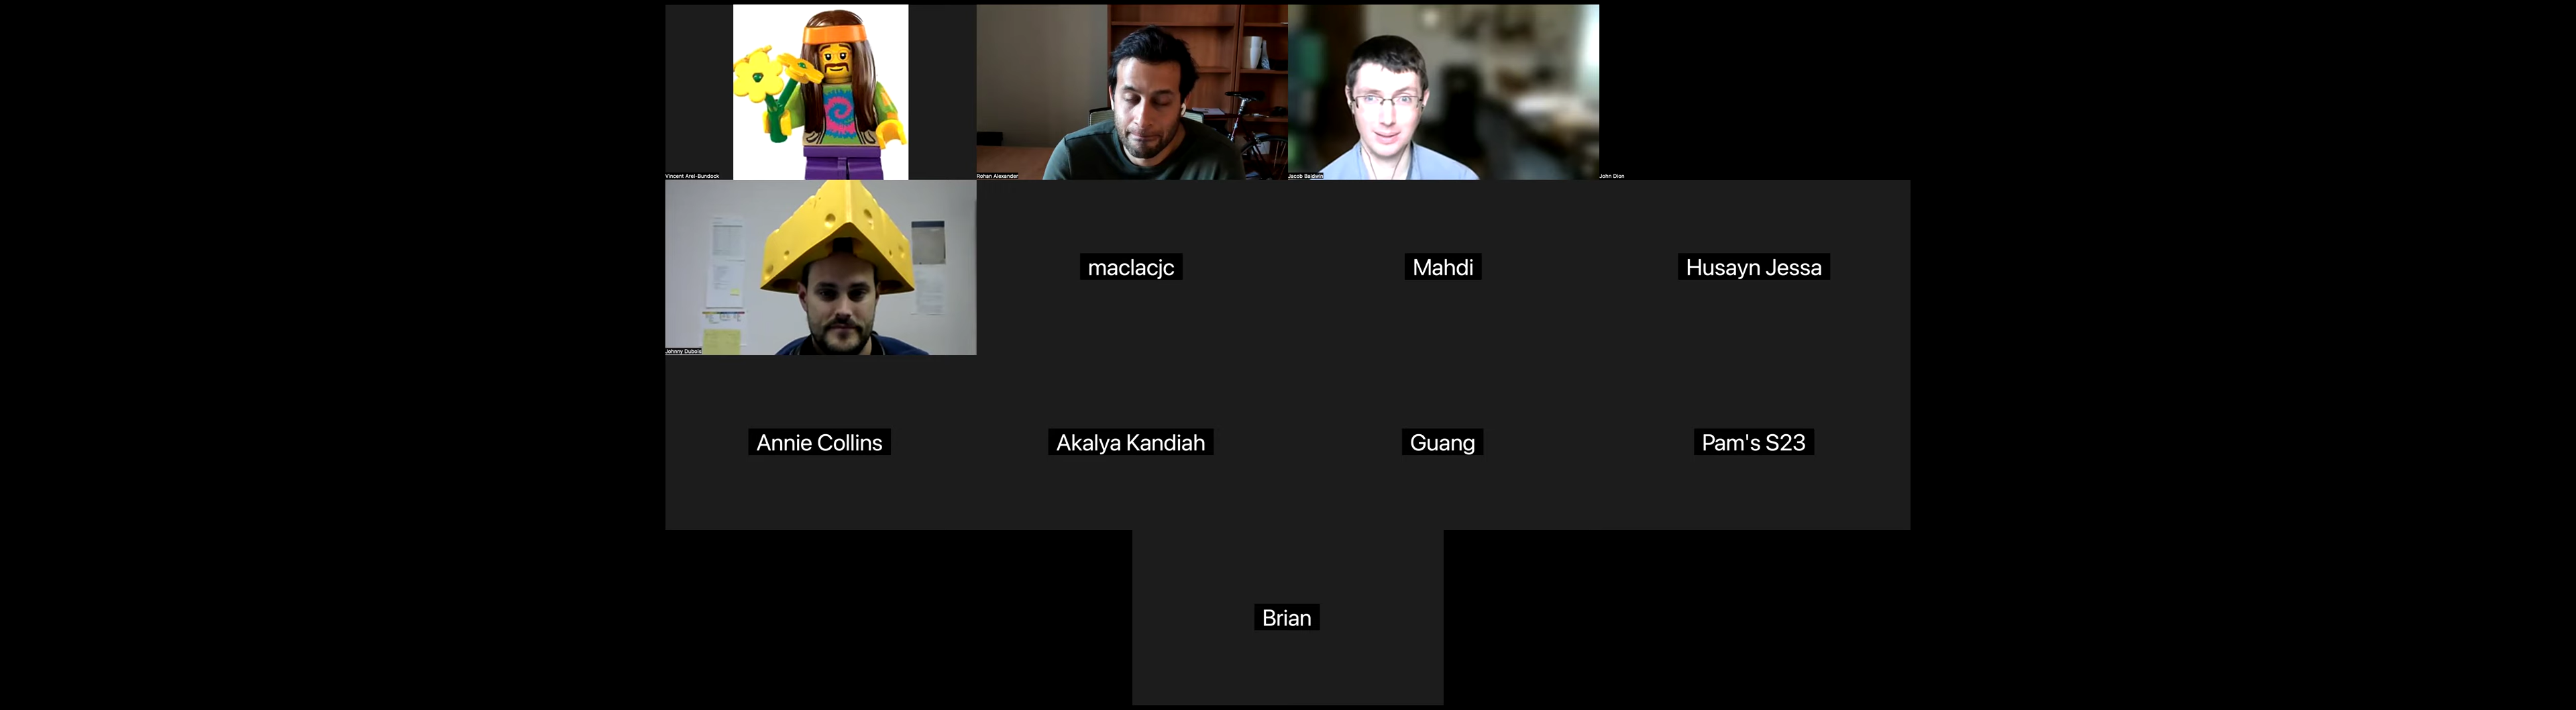 Vincent Arel-Bundock
Rohan Alexander
Jacob Baldwin
John Dion
Johnny Dubois
maclacjc
Mahdi
Husayn Jessa
Annie Collins
Akalya Kandiah
Guang
Pam's S23
Brian